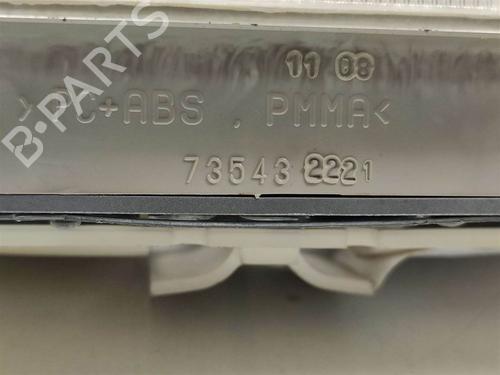 B-PARTS
11 08
>PC+ABS , PMMA<
73543 2221